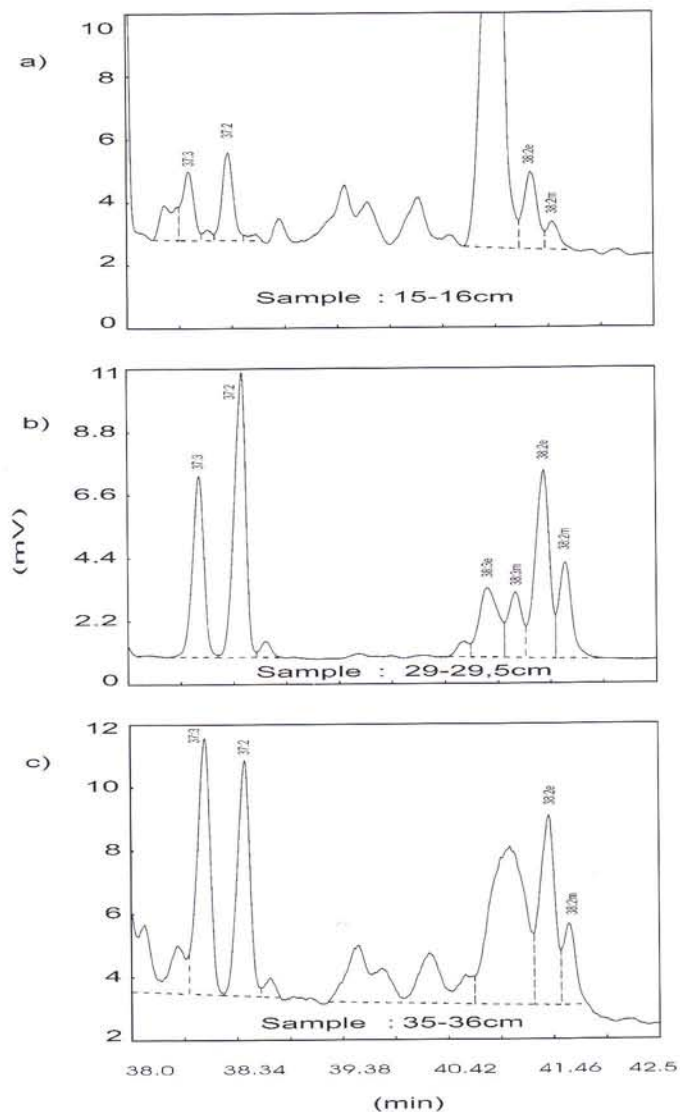 a)
10
8
6
4
2
0
37:3
37:2
38:2e
38:2m
Sample : 15-16cm
b)
(mV)
11
8.8
6.6
4.4
2.2
0
37:3
37:2
38:3e
38:3m
38:2e
38:2m
Sample : 29-29,5cm
c)
12
10
8
6
4
2
37:3
37:2
38:2e
38:2m
Sample : 35-36cm
38.0 38.34 39.38 40.42 41.46 42.5
(min)